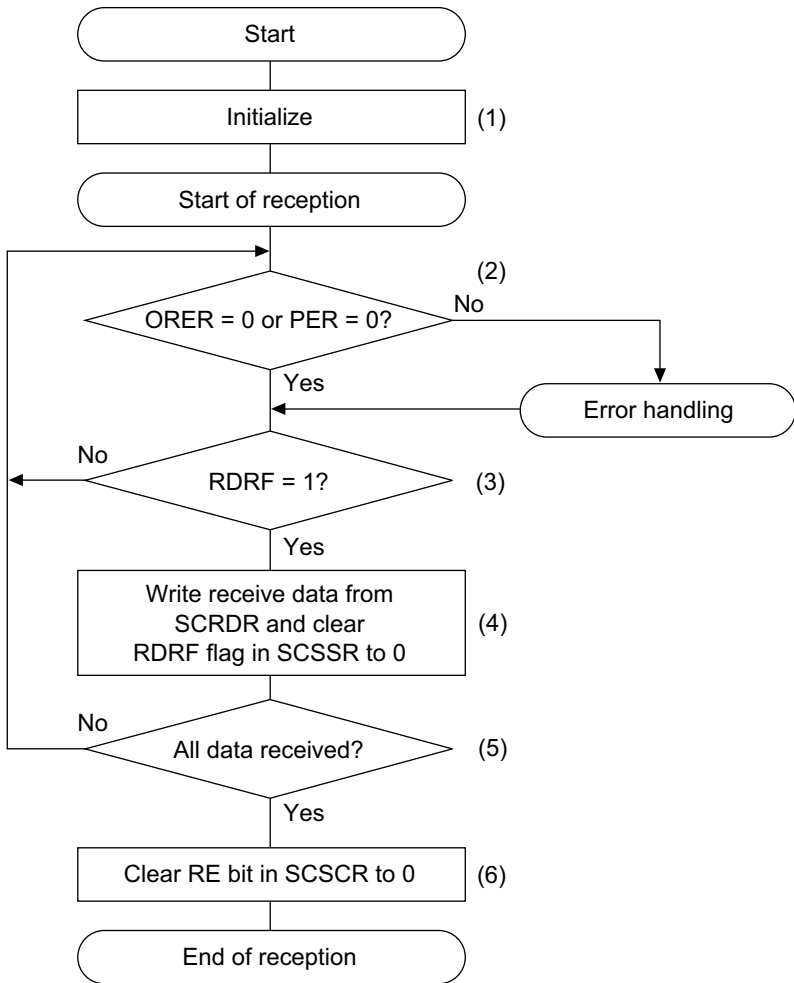 Start
Initialize
(1)
Start of reception
(2)
ORER = 0 or PER = 0?
No
Yes
Error handling
No
RDRF = 1?
(3)
Yes
Write receive data from
SCRDR and clear
RDRF flag in SCSSR to 0
(4)
No
All data received?
(5)
Yes
Clear RE bit in SCSCR to 0
(6)
End of reception